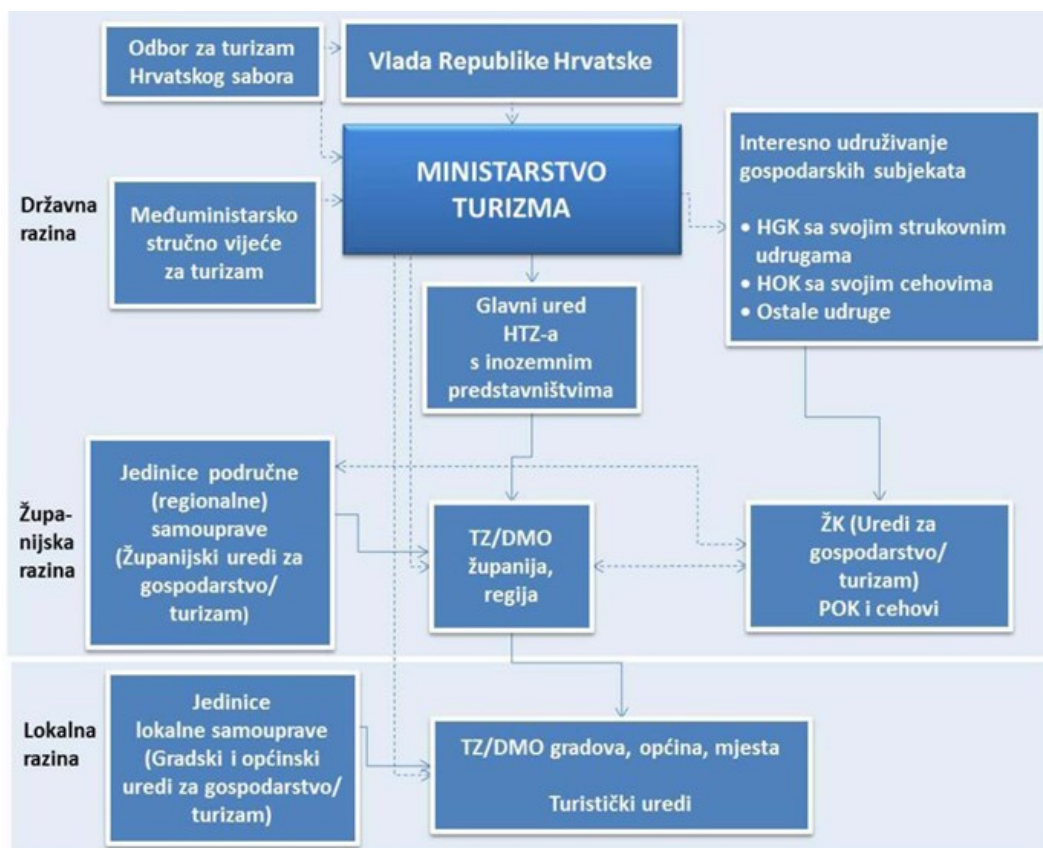 Odbor za turizam
Hrvatskog sabora
Vlada Republike Hrvatske
MINISTARSTVO
TURIZMA
Interesno udruživanje
gospodarskih subjekata
• HGK sa svojim strukovnim
udrugama
• HOK sa svojim cehovima
• Ostale udruge
Državna
razina
Međuministarsko
stručno vijeće
za turizam
Glavni ured
HTZ-a
s inozemnim
predstavništvima
Župa-
nijska
razina
Jedinice područne
(regionalne)
samouprave
(Županijski uredi za
gospodarstvo/
turizam)
TZ/DMO
županija,
regija
ŽK (Uredi za
gospodarstvo/
turizam)
POK i cehovi
Lokalna
razina
Jedinice
lokalne samouprave
(Gradski i općinski
uredi za gospodarstvo/
turizam)
TZ/DMO gradova, općina, mjesta
Turistički uredi